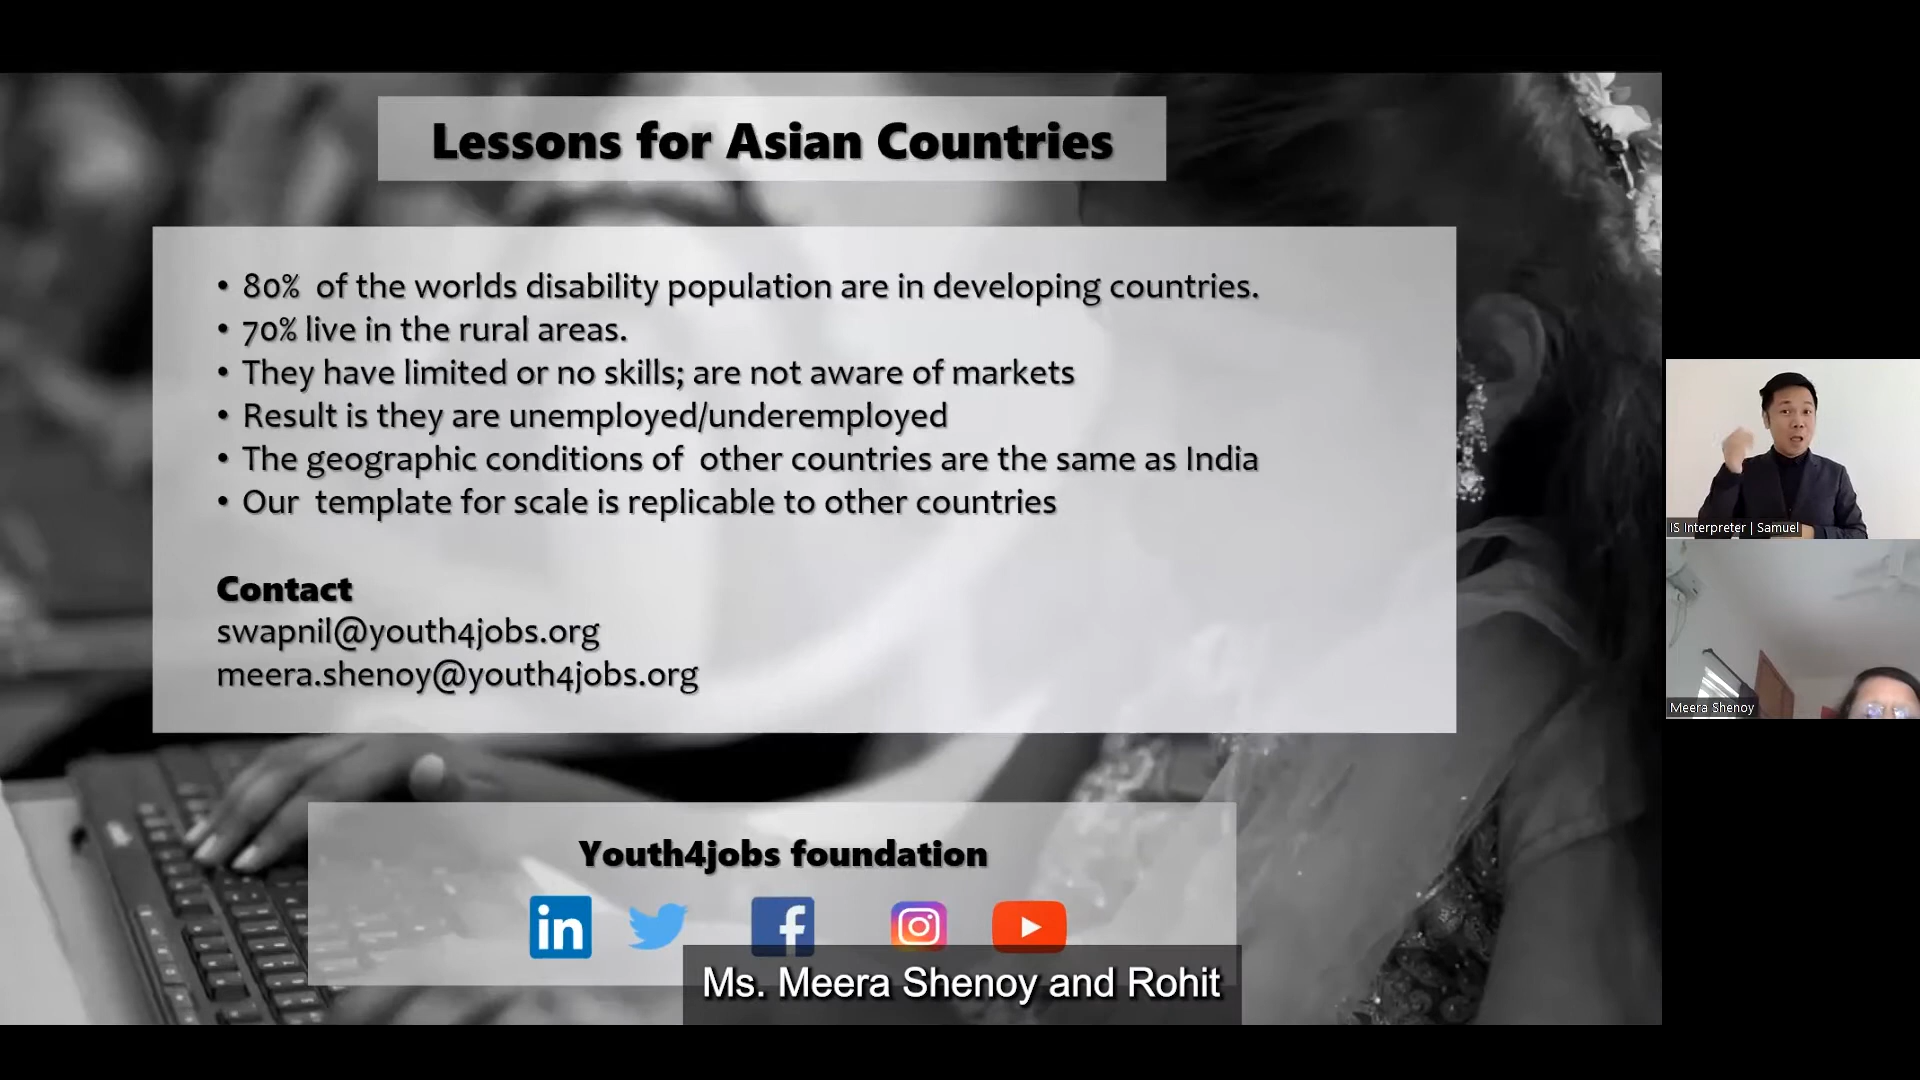 Lessons for Asian Countries
• 80%  of the worlds disability population are in developing countries.
• 70% live in the rural areas.
• They have limited or no skills; are not aware of markets
• Result is they are unemployed/underemployed
• The geographic conditions of  other countries are the same as India
• Our  template for scale is replicable to other countries
Contact
swapnil@youth4jobs.org
meera.shenoy@youth4jobs.org
Youth4jobs foundation
in
f
Ms. Meera Shenoy and Rohit
IS Interpreter | Samuel
Meera Shenoy